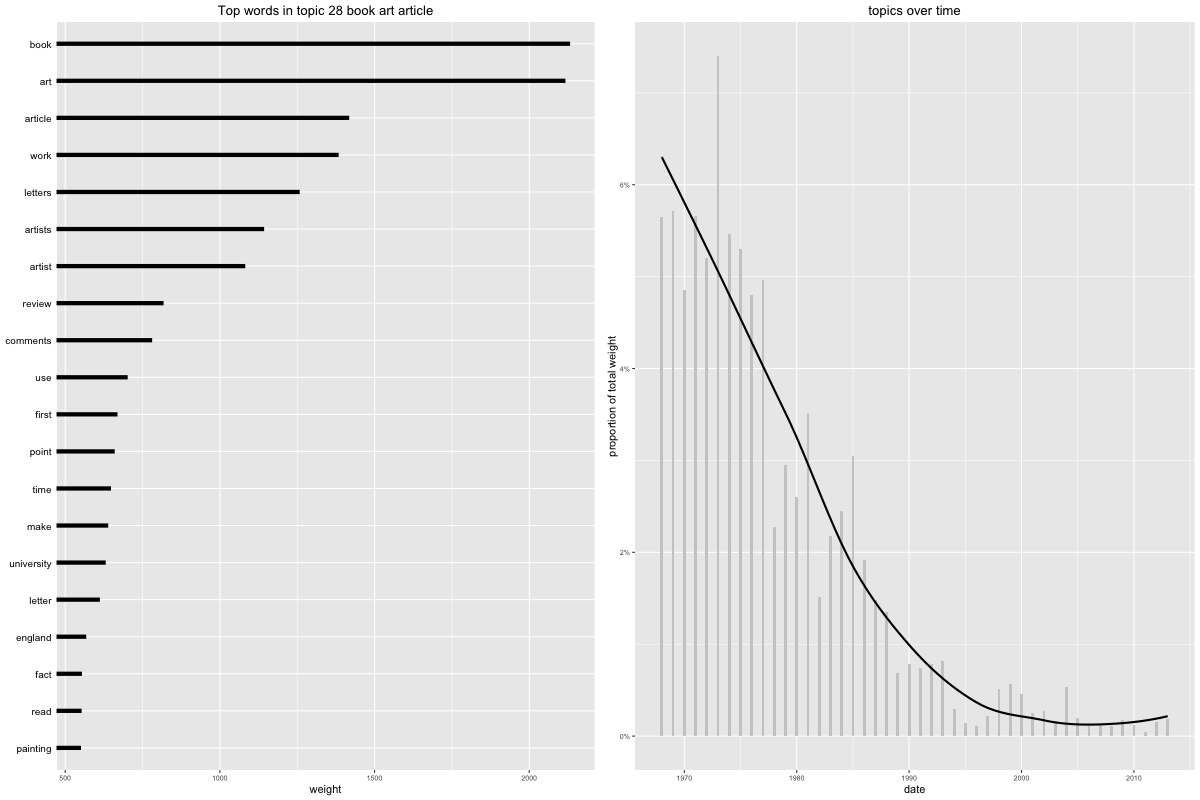 Top words in topic 28 book art article
book
art
article
work
letters
artists
artist
review
comments
use
first
point
time
make
university
letter
england
fact
read
painting
500 1000 1500 2000
weight
topics over time
proportion of total weight
6%
4%
2%
0%
1970 1980 1990 2000 2010
date